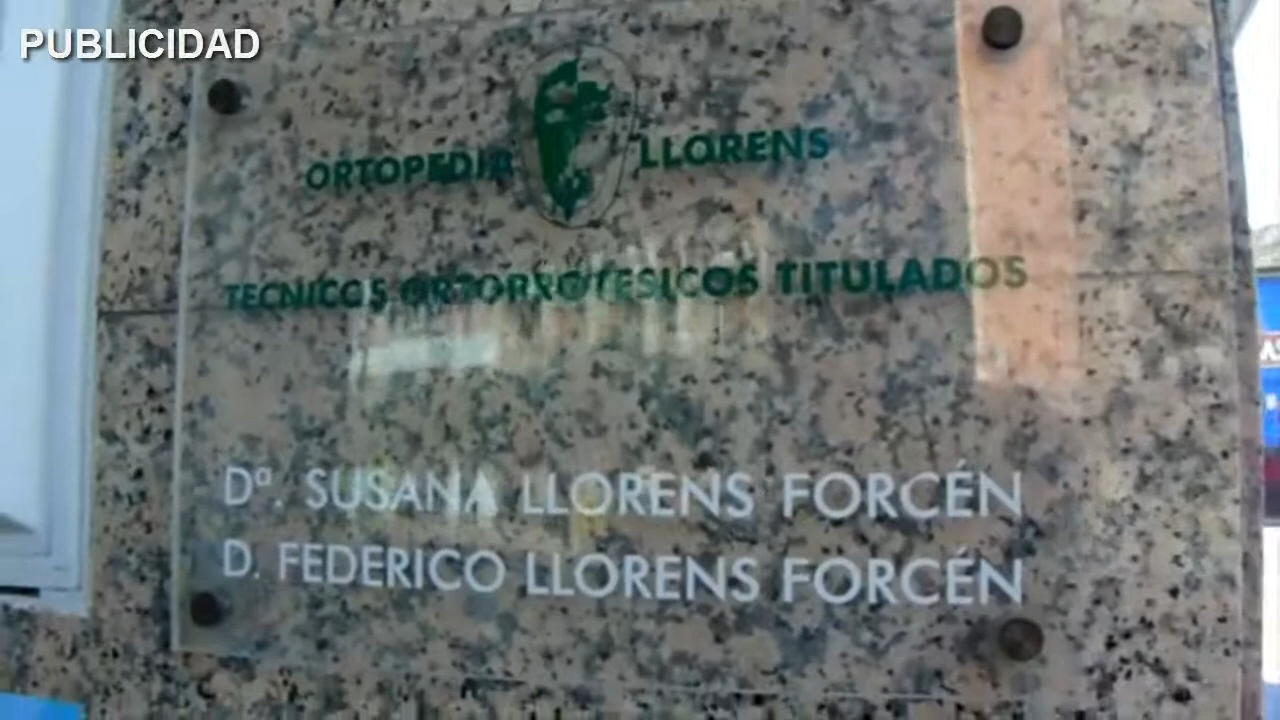 PUBLICIDAD
ORTOPEDIA LLORENS
TECNICOS ORTOPROTESICOS TITULADOS
Dª. SUSANA LLORENS FORCÉN
D. FEDERICO LLORENS FORCÉN